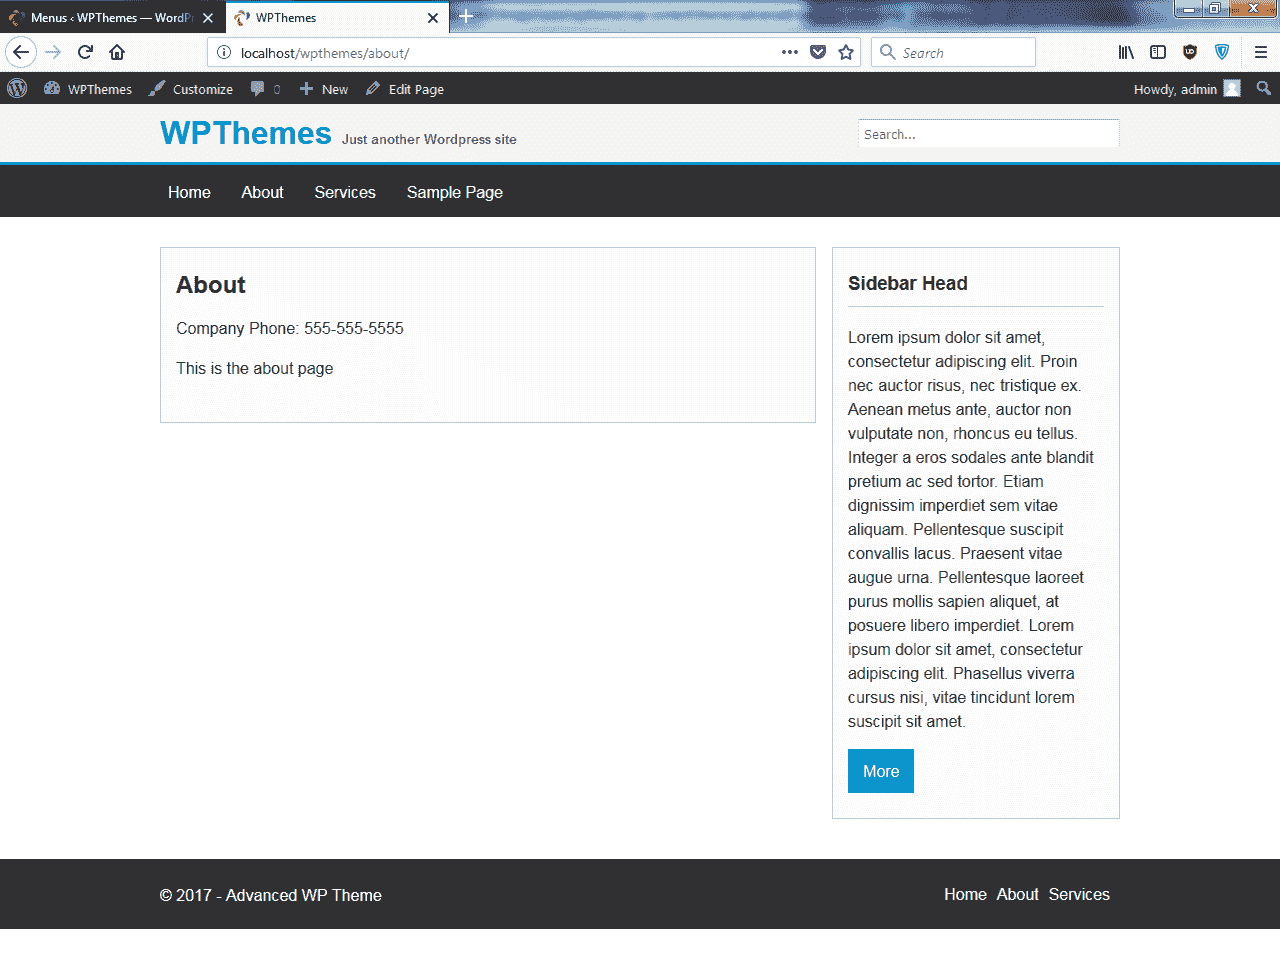 Menus ‹ WPThemes — WordPr
WPThemes
localhost/wpthemes/about/
Search
WPThemes
Customize
0
New
Edit Page
Howdy, admin
WPThemes Just another Wordpress site
Search...
Home About Services Sample Page
About
Company Phone: 555-555-5555
This is the about page
Sidebar Head
Lorem ipsum dolor sit amet,
consectetur adipiscing elit. Proin
nec auctor risus, nec tristique ex.
Aenean metus ante, auctor non
vulputate non, rhoncus eu tellus.
Integer a eros sodales ante blandit
pretium ac sed tortor. Etiam
dignissim imperdiet sem vitae
aliquam. Pellentesque suscipit
convallis lacus. Praesent vitae
augue urna. Pellentesque laoreet
purus mollis sapien aliquet, at
posuere libero imperdiet. Lorem
ipsum dolor sit amet, consectetur
adipiscing elit. Phasellus viverra
cursus nisi, vitae tincidunt lorem
suscipit sit amet.
More
© 2017 - Advanced WP Theme
Home About Services